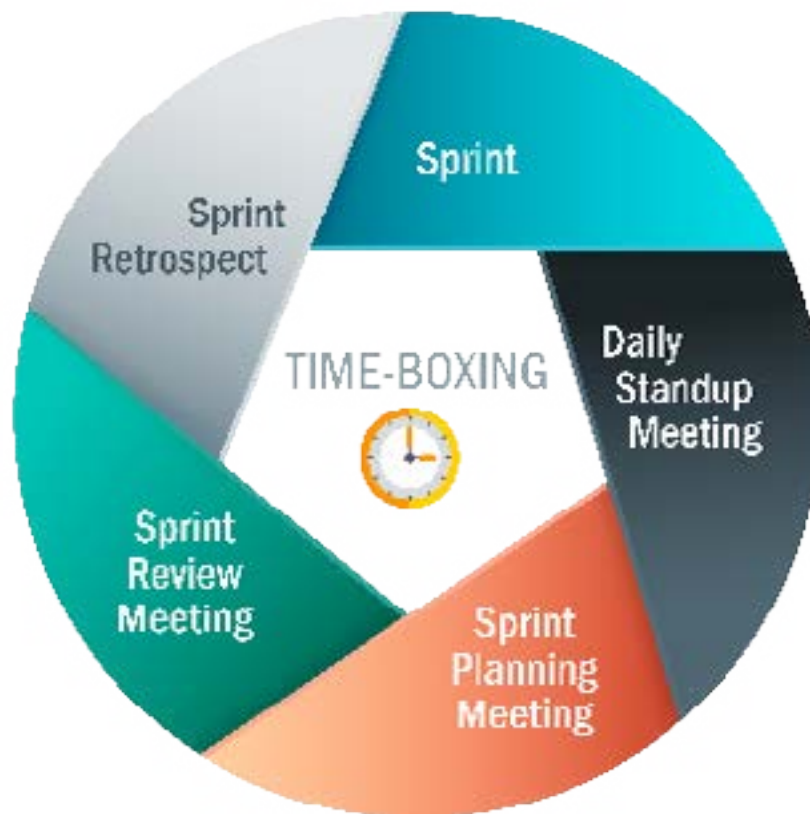 Sprint
Sprint
Retrospect
TIME-BOXING
Daily
Standup
Meeting
Sprint
Review
Meeting
Sprint
Planning
Meeting